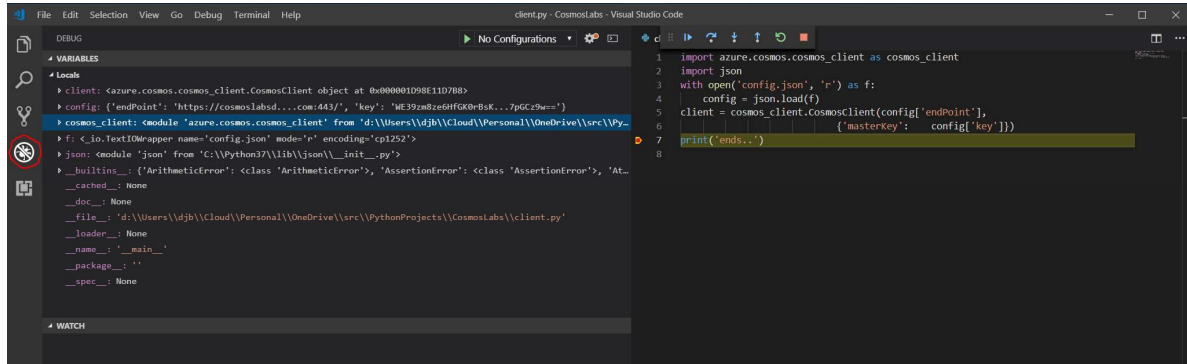 File Edit Selection View Go Debug Terminal Help
client.py - CosmosLabs - Visual Studio Code
DEBUG
No Configurations
VARIABLES
Locals
client: <azure.cosmos.cosmos_client.CosmosClient object at 0x000001D98E11D7B8>
config: {'endPoint': 'https://cosmoslabsd....com:443/', 'key': 'WE39zm8ze6HfGK0rBsK...7pGCz9w=='}
cosmos_client: <module 'azure.cosmos.cosmos_client' from 'd:\\Users\\djb\\Cloud\\Personal\\OneDrive\\src\\Py…
f: <_io.TextIOWrapper name='config.json' mode='r' encoding='cp1252'>
json: <module 'json' from 'C:\\Python37\\lib\\json\\__init__.py'>
__builtins__: {'ArithmeticError': <class 'ArithmeticError'>, 'AssertionError': <class 'AssertionError'>, 'At…
__cached__: None
__doc__: None
__file__: 'd:\\Users\\djb\\Cloud\\Personal\\OneDrive\\src\\PythonProjects\\CosmosLabs\\client.py'
__loader__: None
__name__: '__main__'
__package__: ''
__spec__: None
WATCH
1 import azure.cosmos.cosmos_client as cosmos_client
2 import json
3 with open('config.json', 'r') as f:
4 config = json.load(f)
5 client = cosmos_client.CosmosClient(config['endPoint'],
6 {'masterKey': config['key']})
7 print('ends..')
8